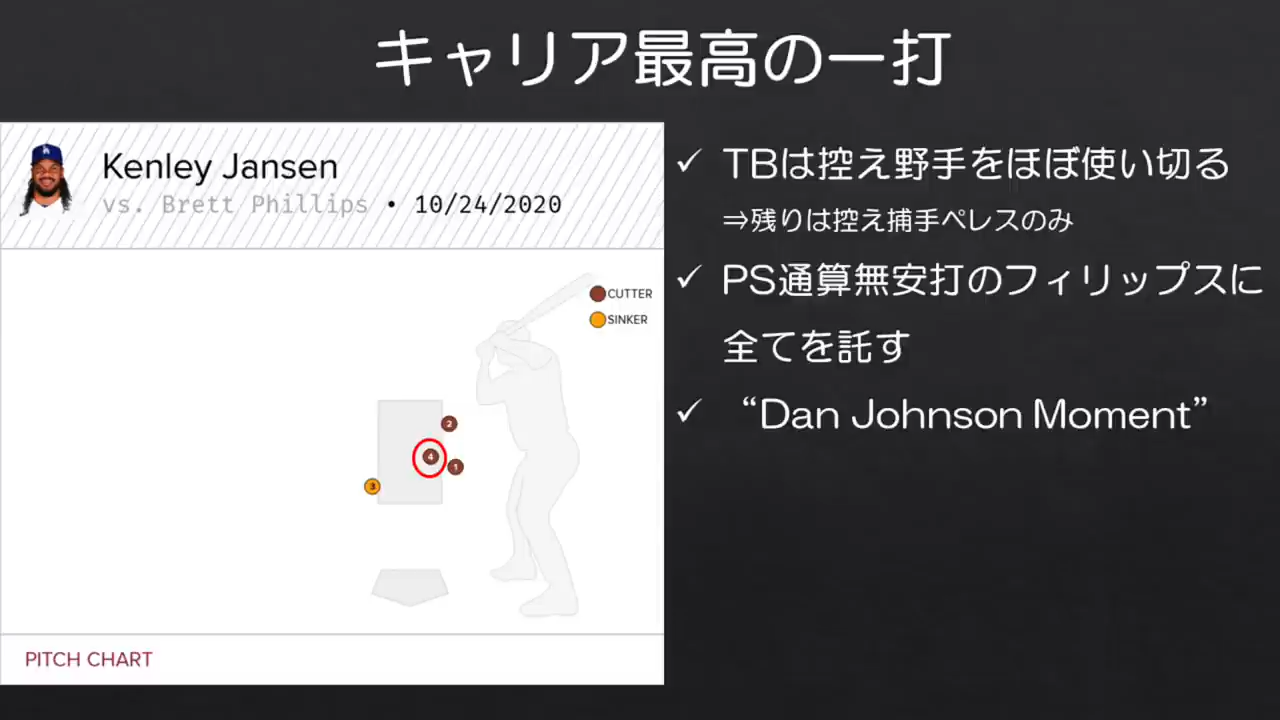 キャリア最高の一打
Kenley Jansen
vs. Brett Phillips • 10/24/2020
CUTTER
SINKER
2
4
1
3
PITCH CHART
✓ TBは控え野手をほぼ使い切る
⇒残りは控え捕手ペレスのみ
✓ PS通算無安打のフィリップスに
全てを託す
✓ “Dan Johnson Moment”